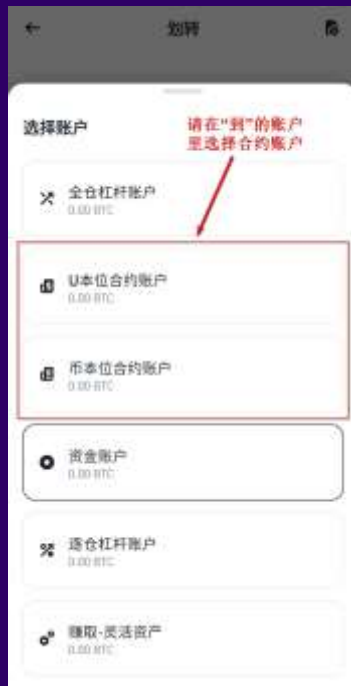 划转
选择账户
请在"到"的账户
里选择合约账户
全仓杠杆账户
0.00 BTC
U本位合约账户
0.00 BTC
币本位合约账户
0.00 BTC
资金账户
0.00 BTC
逐仓杠杆账户
0.00 BTC
赚取-灵活资产
0.00 BTC